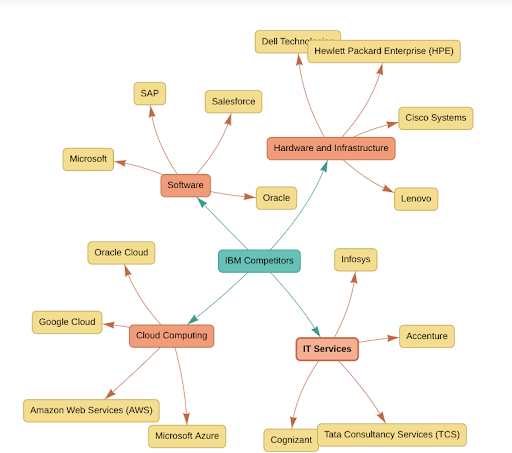 Dell Techno
Hewlett Packard Enterprise (HPE)
SAP
Salesforce
Cisco Systems
Hardware and Infrastructure
Microsoft
Software
Oracle
Lenovo
Oracle Cloud
IBM Competitors
Infosys
Google Cloud
Cloud Computing
IT Services
Accenture
Amazon Web Services (AWS)
Microsoft Azure
Cognizant
Tata Consultancy Services (TCS)